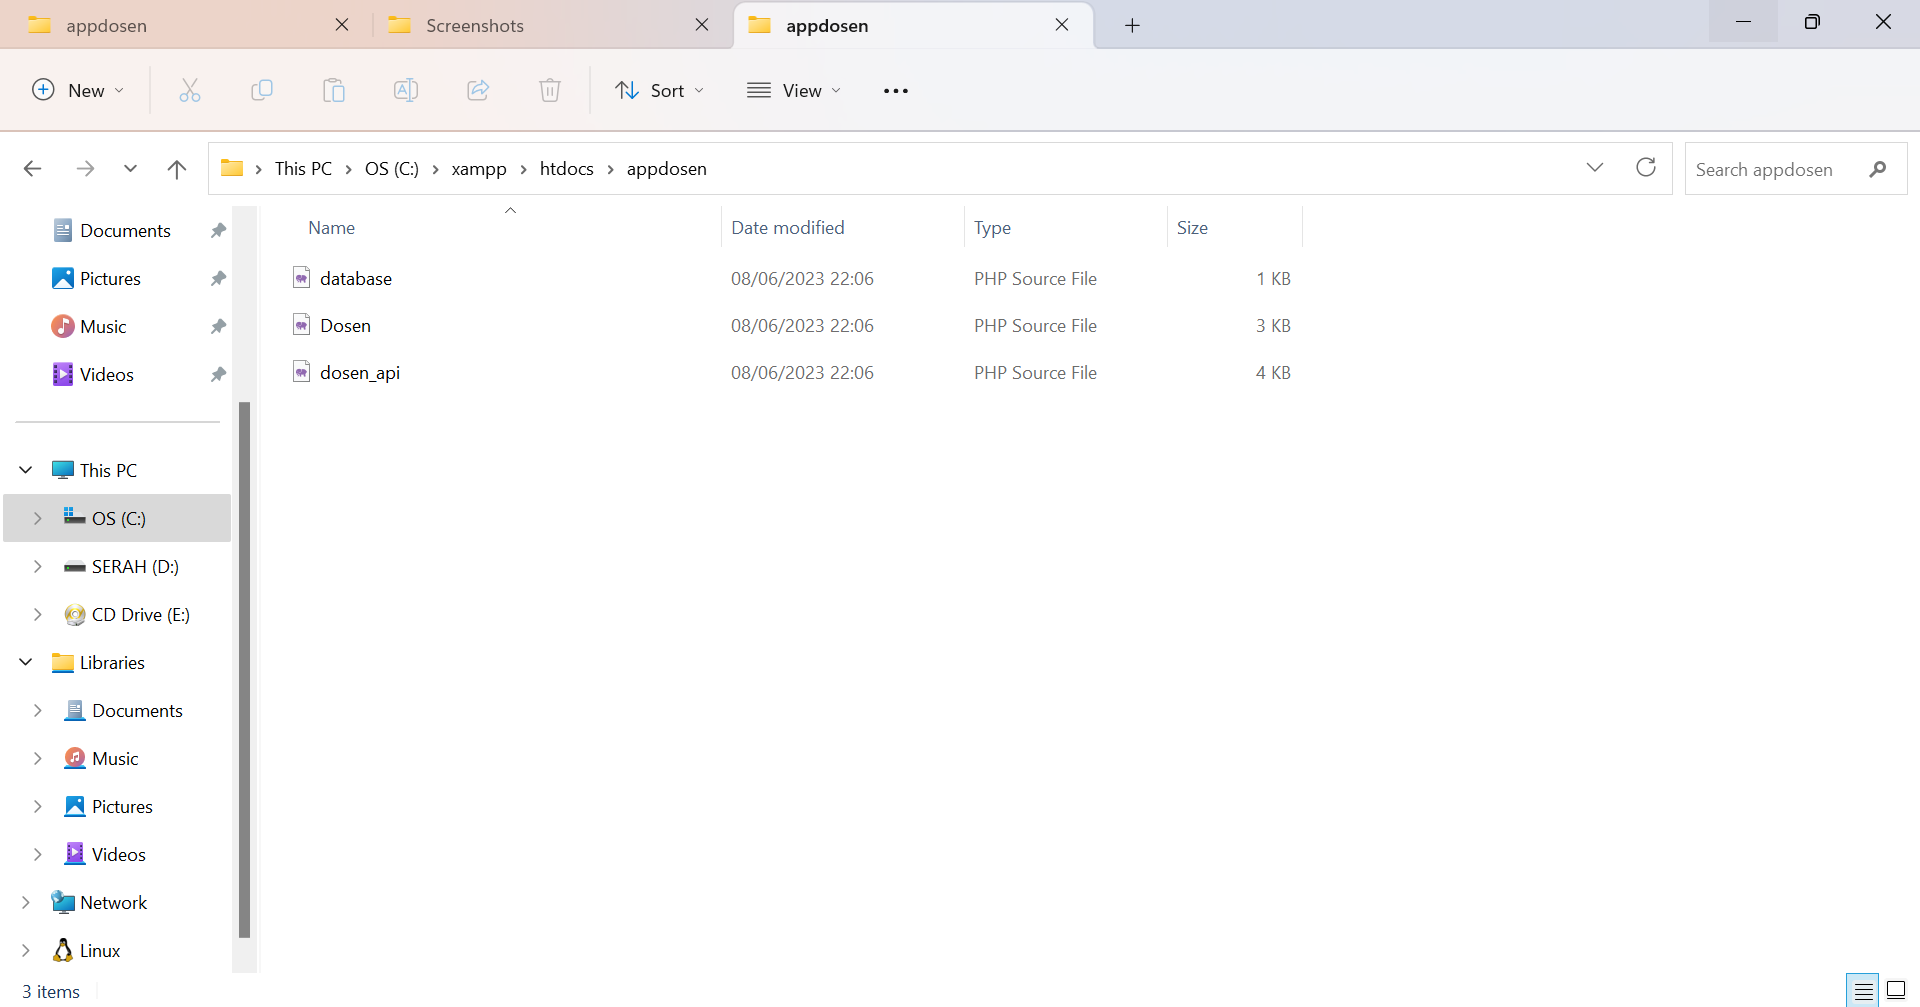 appdosen
Screenshots
appdosen
New
Sort
View
This PC
OS (C:)
xampp
htdocs
appdosen
Search appdosen
Documents
Pictures
Music
Videos
This PC
OS (C:)
SERAH (D:)
CD Drive (E:)
Libraries
Documents
Music
Pictures
Videos
Network
Linux
Name Date modified Type Size
database 08/06/2023 22:06 PHP Source File 1 KB
Dosen 08/06/2023 22:06 PHP Source File 3 KB
dosen_api 08/06/2023 22:06 PHP Source File 4 KB
3 items